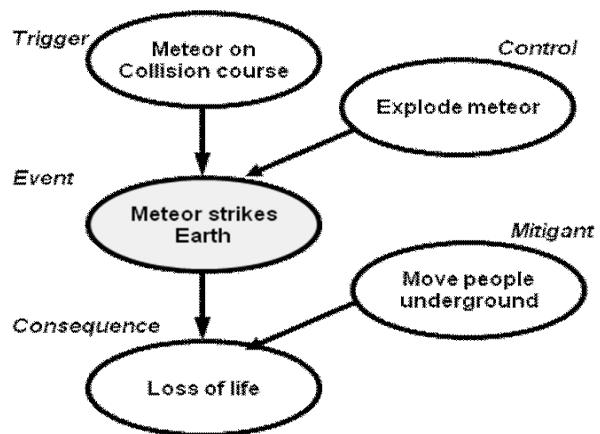 Trigger
Meteor on
Collision course
Control
Explode meteor
Event
Meteor strikes
Earth
Mitigant
Move people
underground
Consequence
Loss of life